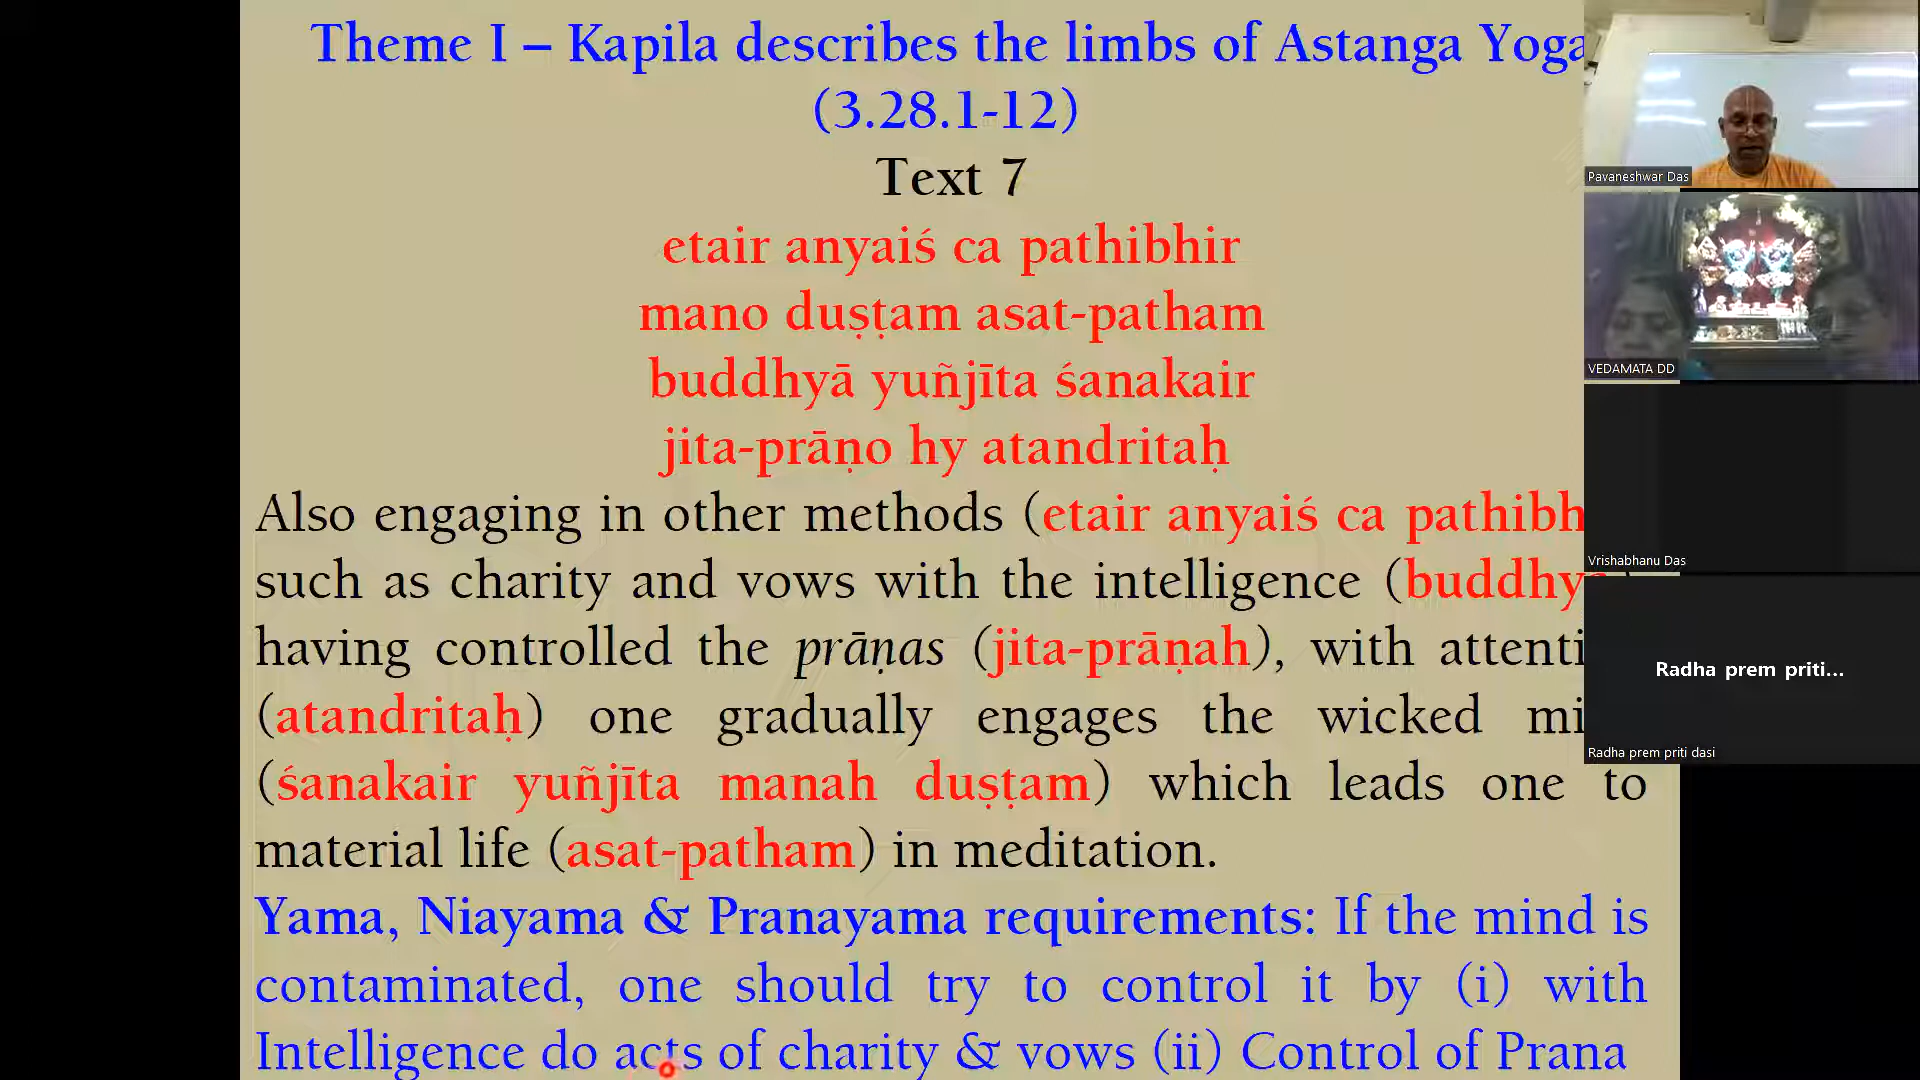 Theme I – Kapila describes the limbs of Astanga Yoga
(3.28.1-12)
Text 7
etair anyaiś ca pathibhir
mano duṣṭam asat-patham
buddhyā yuñjīta śanakair
jita-prāṇo hy atandritaḥ
Also engaging in other methods (etair anyaiś ca
such as charity and vows with the intelligence
having controlled the prāṇas (jita-prāṇah), with
(atandritaḥ) one gradually engages the wicked
(śanakair yuñjīta manah duṣṭam) which leads one to
material life (asat-patham) in meditation.
Yama, Niayama & Pranayama requirements: If the mind is
contaminated, one should try to control it by (i) with
Intelligence do acts of charity & vows (ii) Control of Prana
Pavaneshwar Das
VEDAMATA DD
Vrishabhanu Das
Radha prem priti...
Radha prem priti dasi